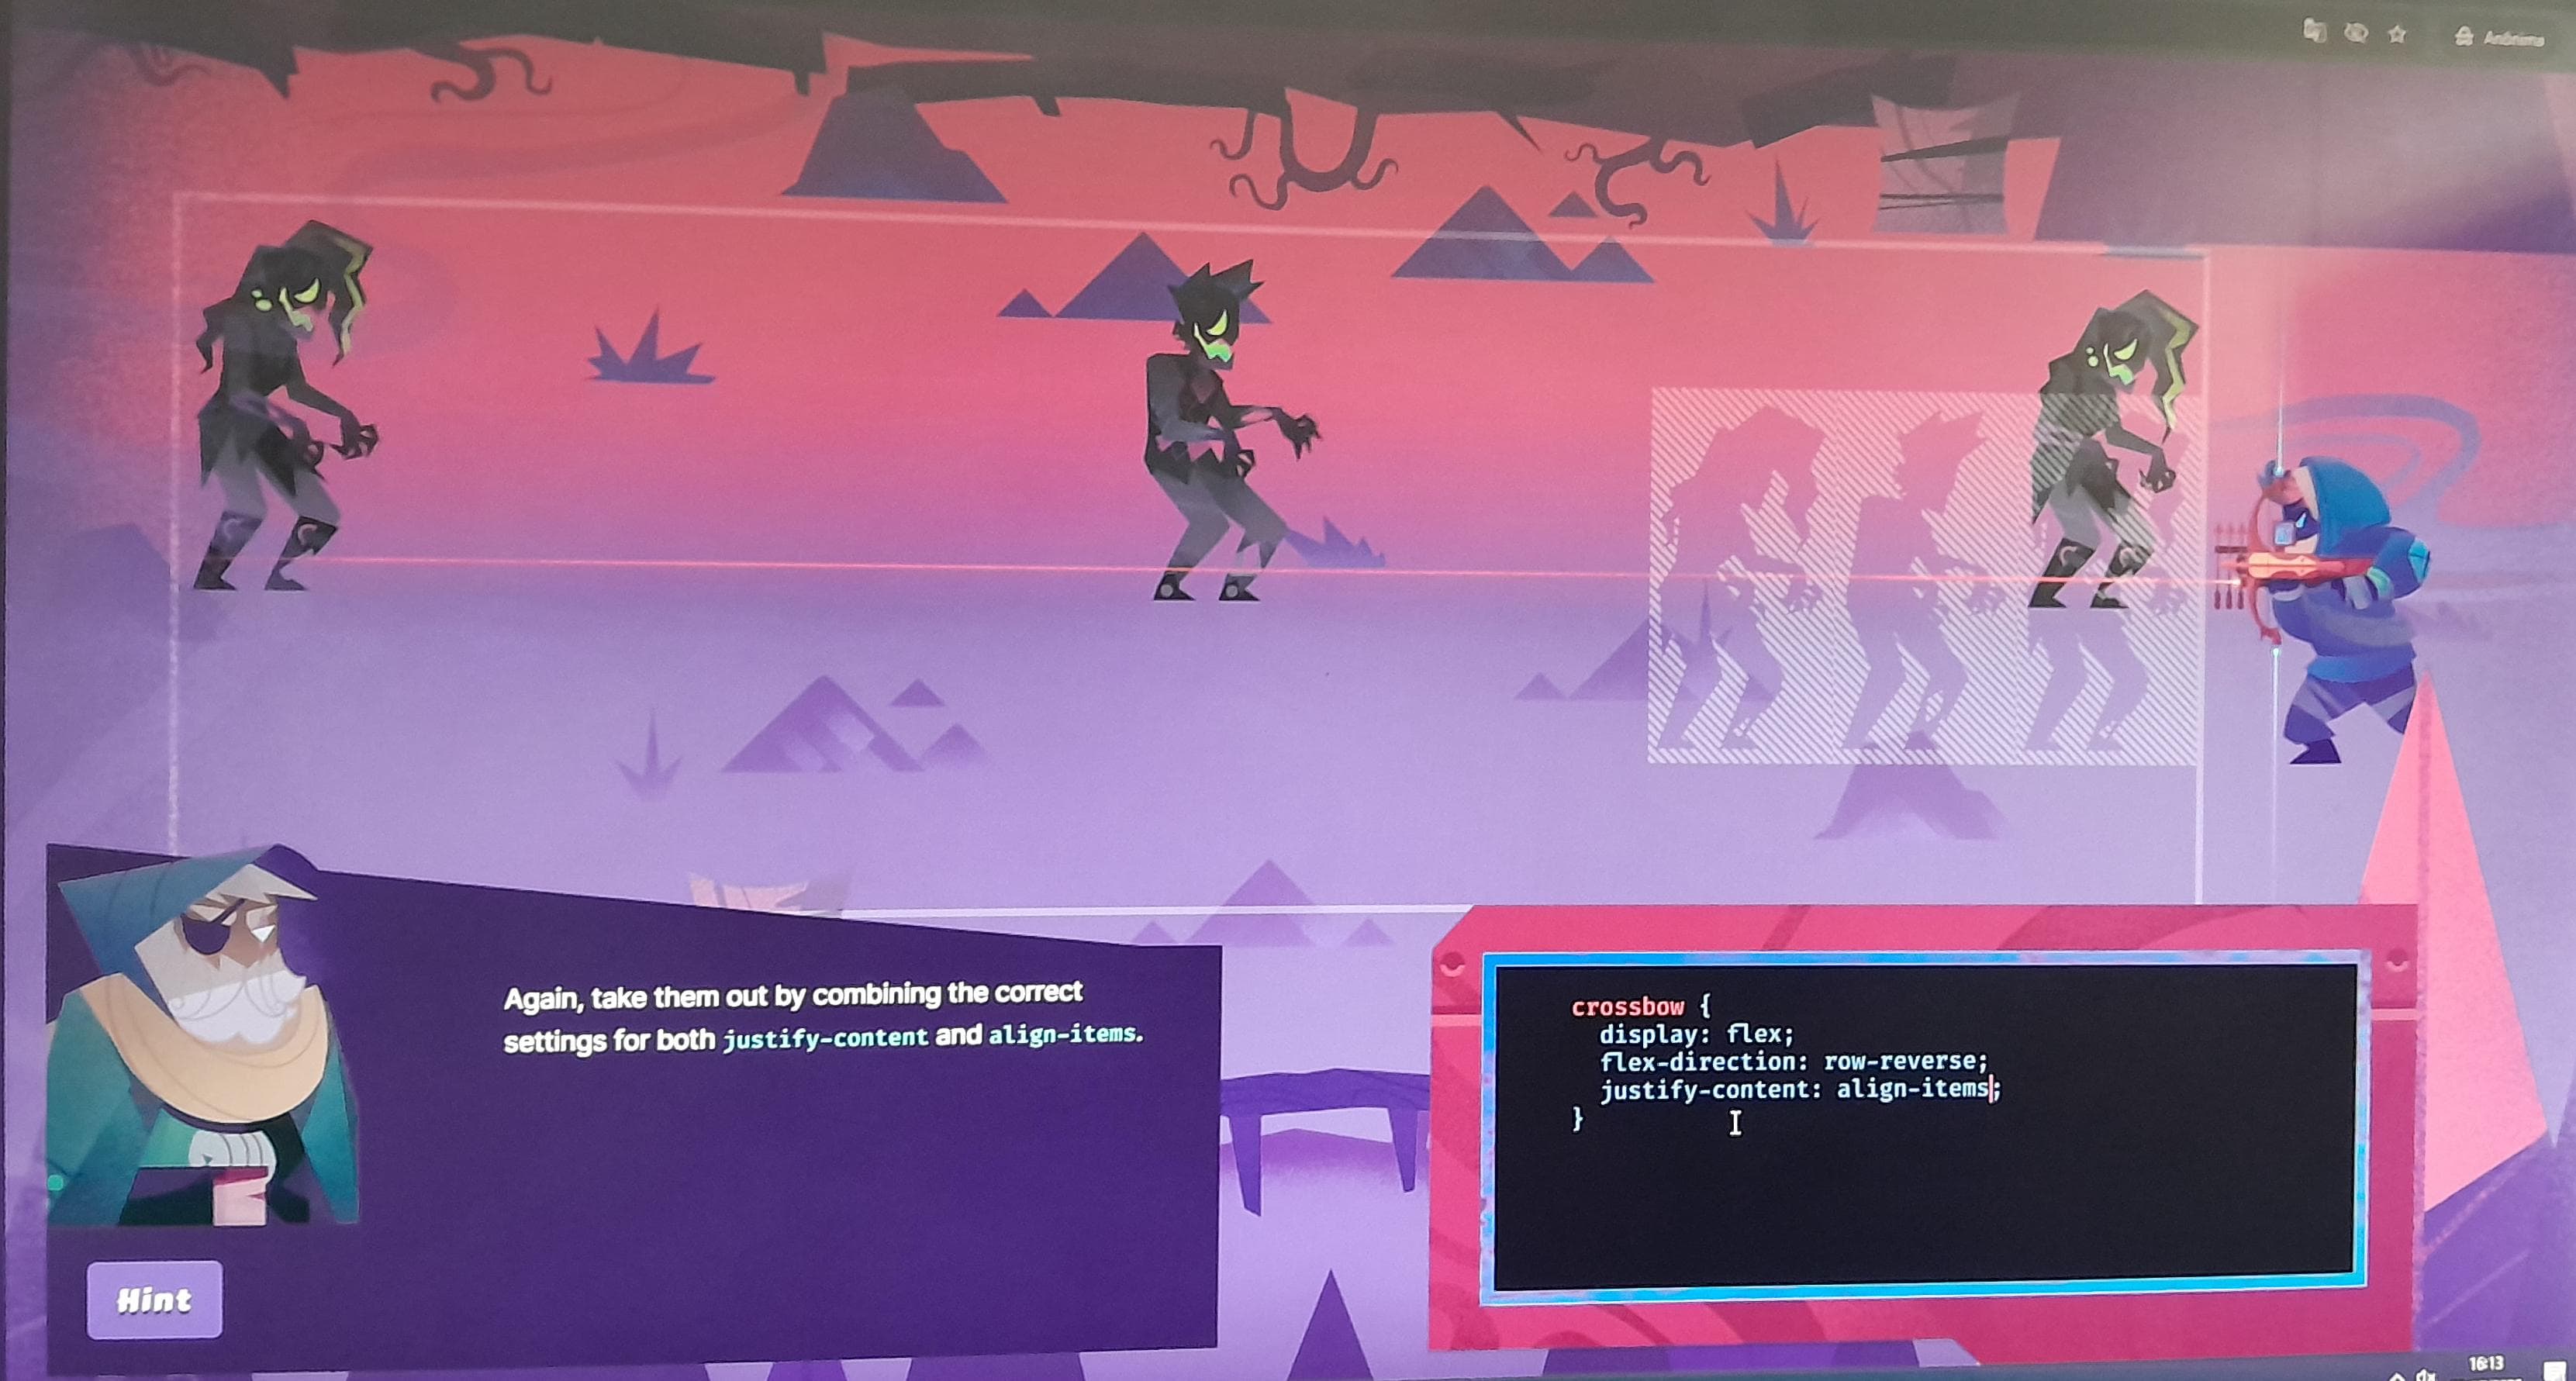 Anônima
Again, take them out by combining the correct
settings for both justify-content and align-items.
crossbow {
display: flex;
flex-direction: row-reverse;
justify-content: align-items;
}
Hint
16:13